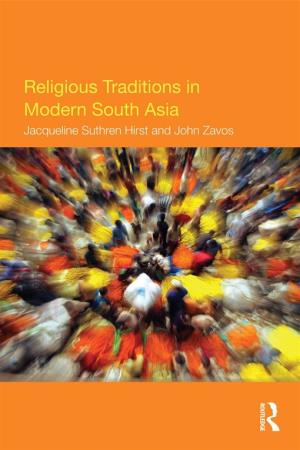 Religious Traditions in
Modern South Asia
Jacqueline Suthren Hirst and John Zavos
ROUTLEDGE